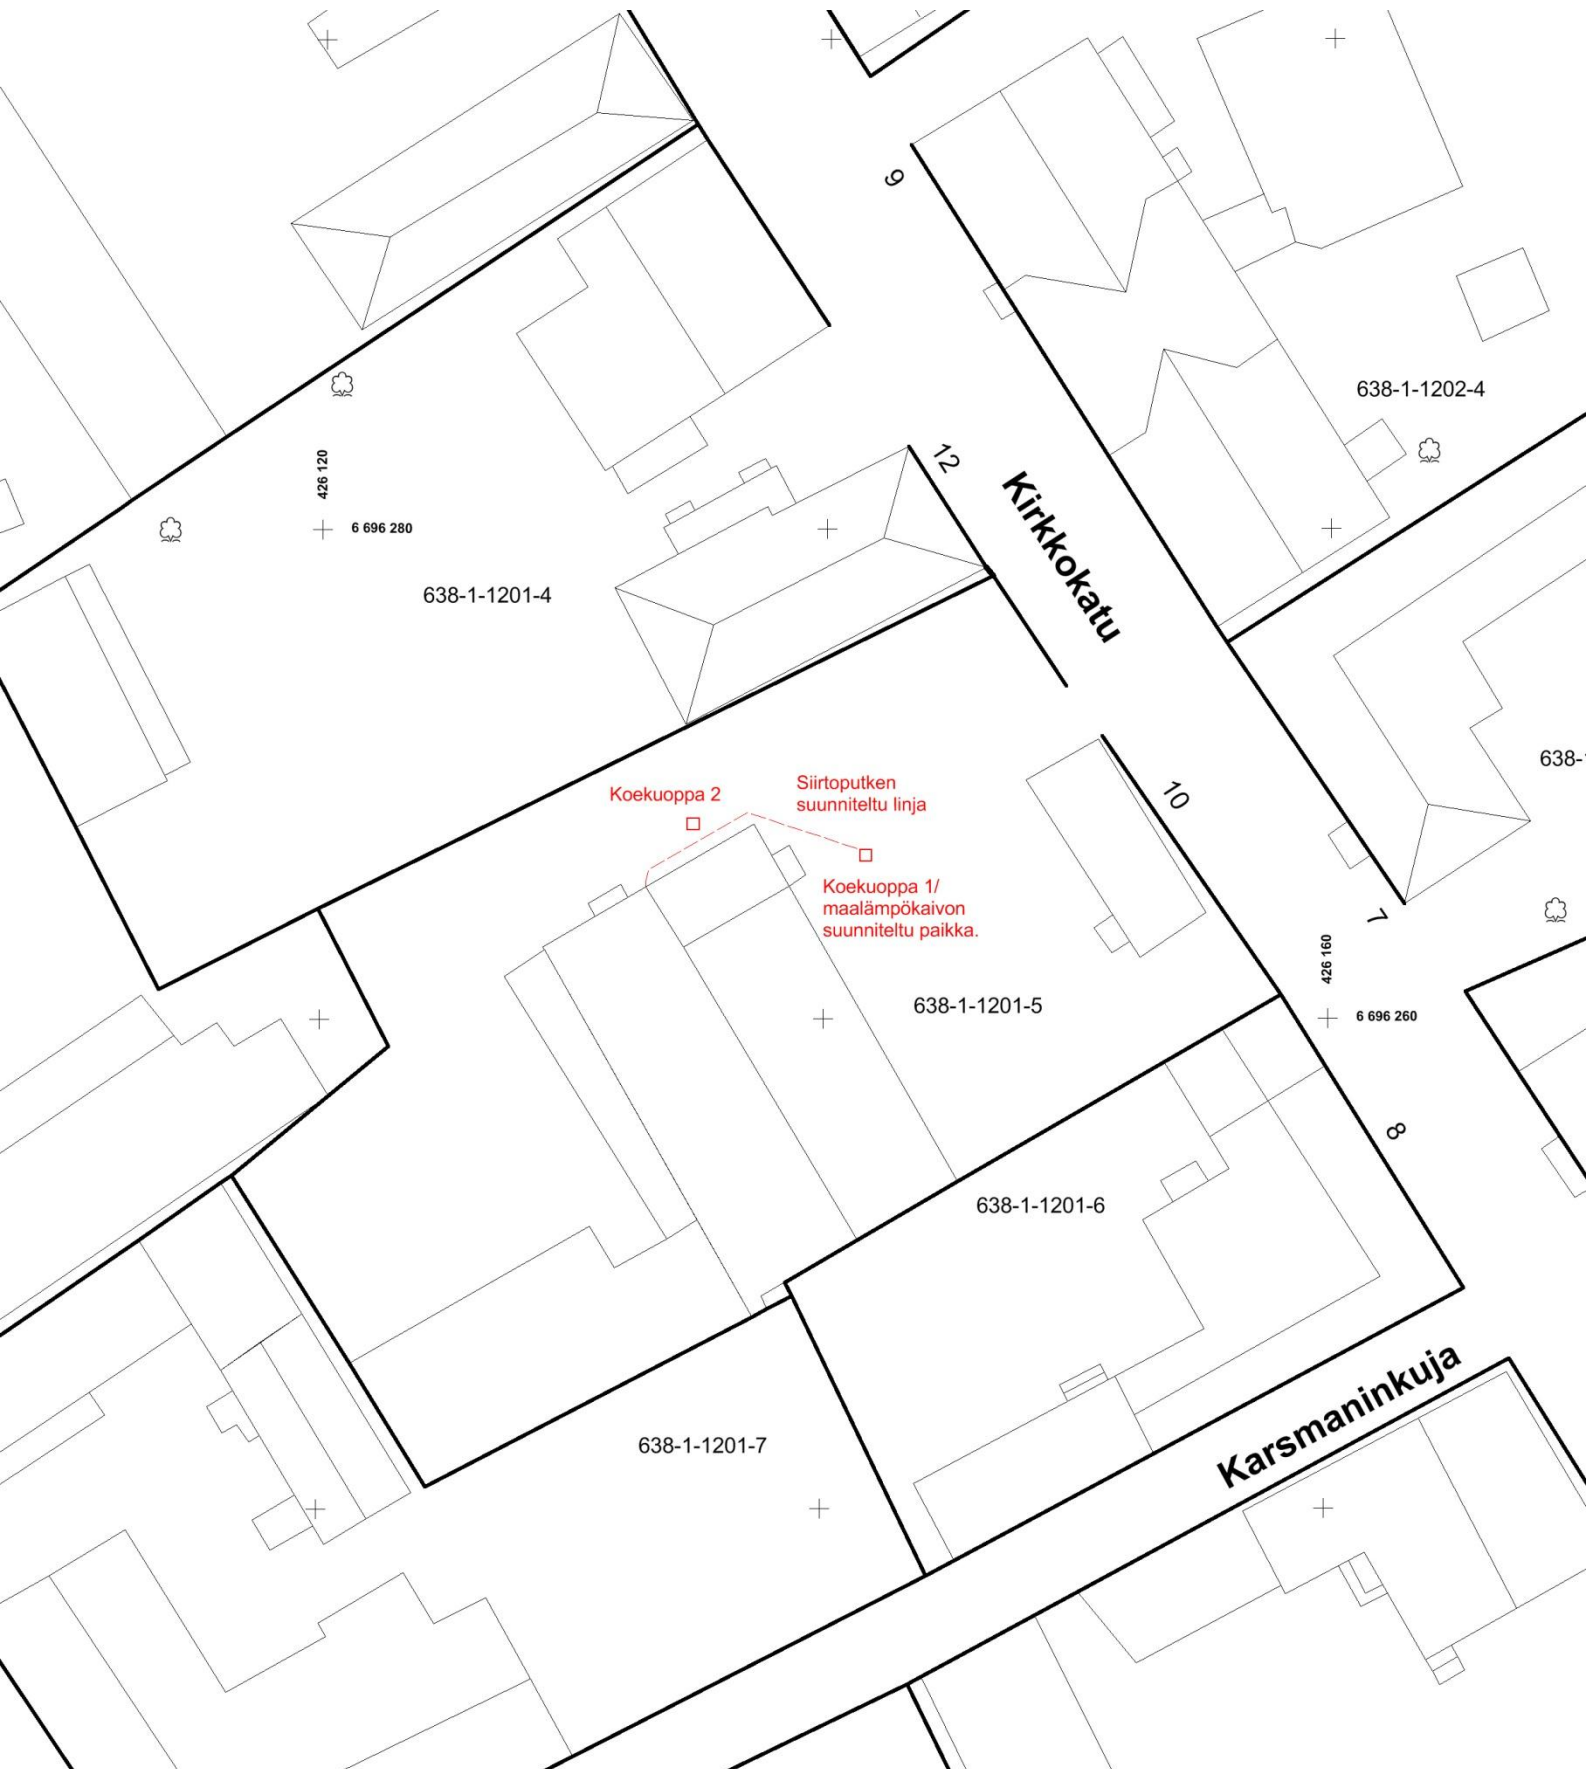 9
638-1-1202-4
12
Kirkkokatu
426 120
6 696 280
638-1-1201-4
638-1
10
Koekuoppa 2
Siirtoputken
suunniteltu linja
Koekuoppa 1/
maalämpökaivon
suunniteltu paikka.
7
426 160
6 696 260
638-1-1201-5
8
638-1-1201-6
Karsmaninkuja
638-1-1201-7